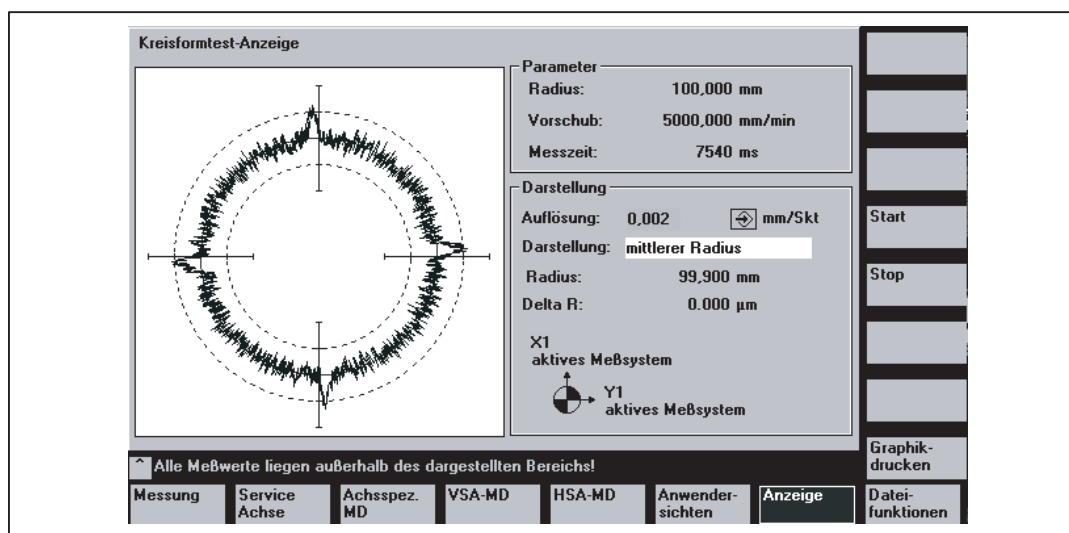 Kreisformtest-Anzeige
Parameter
Radius: 100,000 mm
Vorschub: 5000,000 mm/min
Messzeit: 7540 ms
Darstellung
Auflösung: 0,002 mm/Skt
Darstellung: mittlerer Radius
Radius: 99,900 mm
Delta R: 0.000 µm
X1
aktives Meßsystem
Y1
aktives Meßsystem
Start
Stop
Graphik-
drucken
^ Alle Meßwerte liegen außerhalb des dargestellten Bereichs!
Messung Service Achse Achsspez. MD VSA-MD HSA-MD Anwender-sichten Anzeige Datei-funktionen